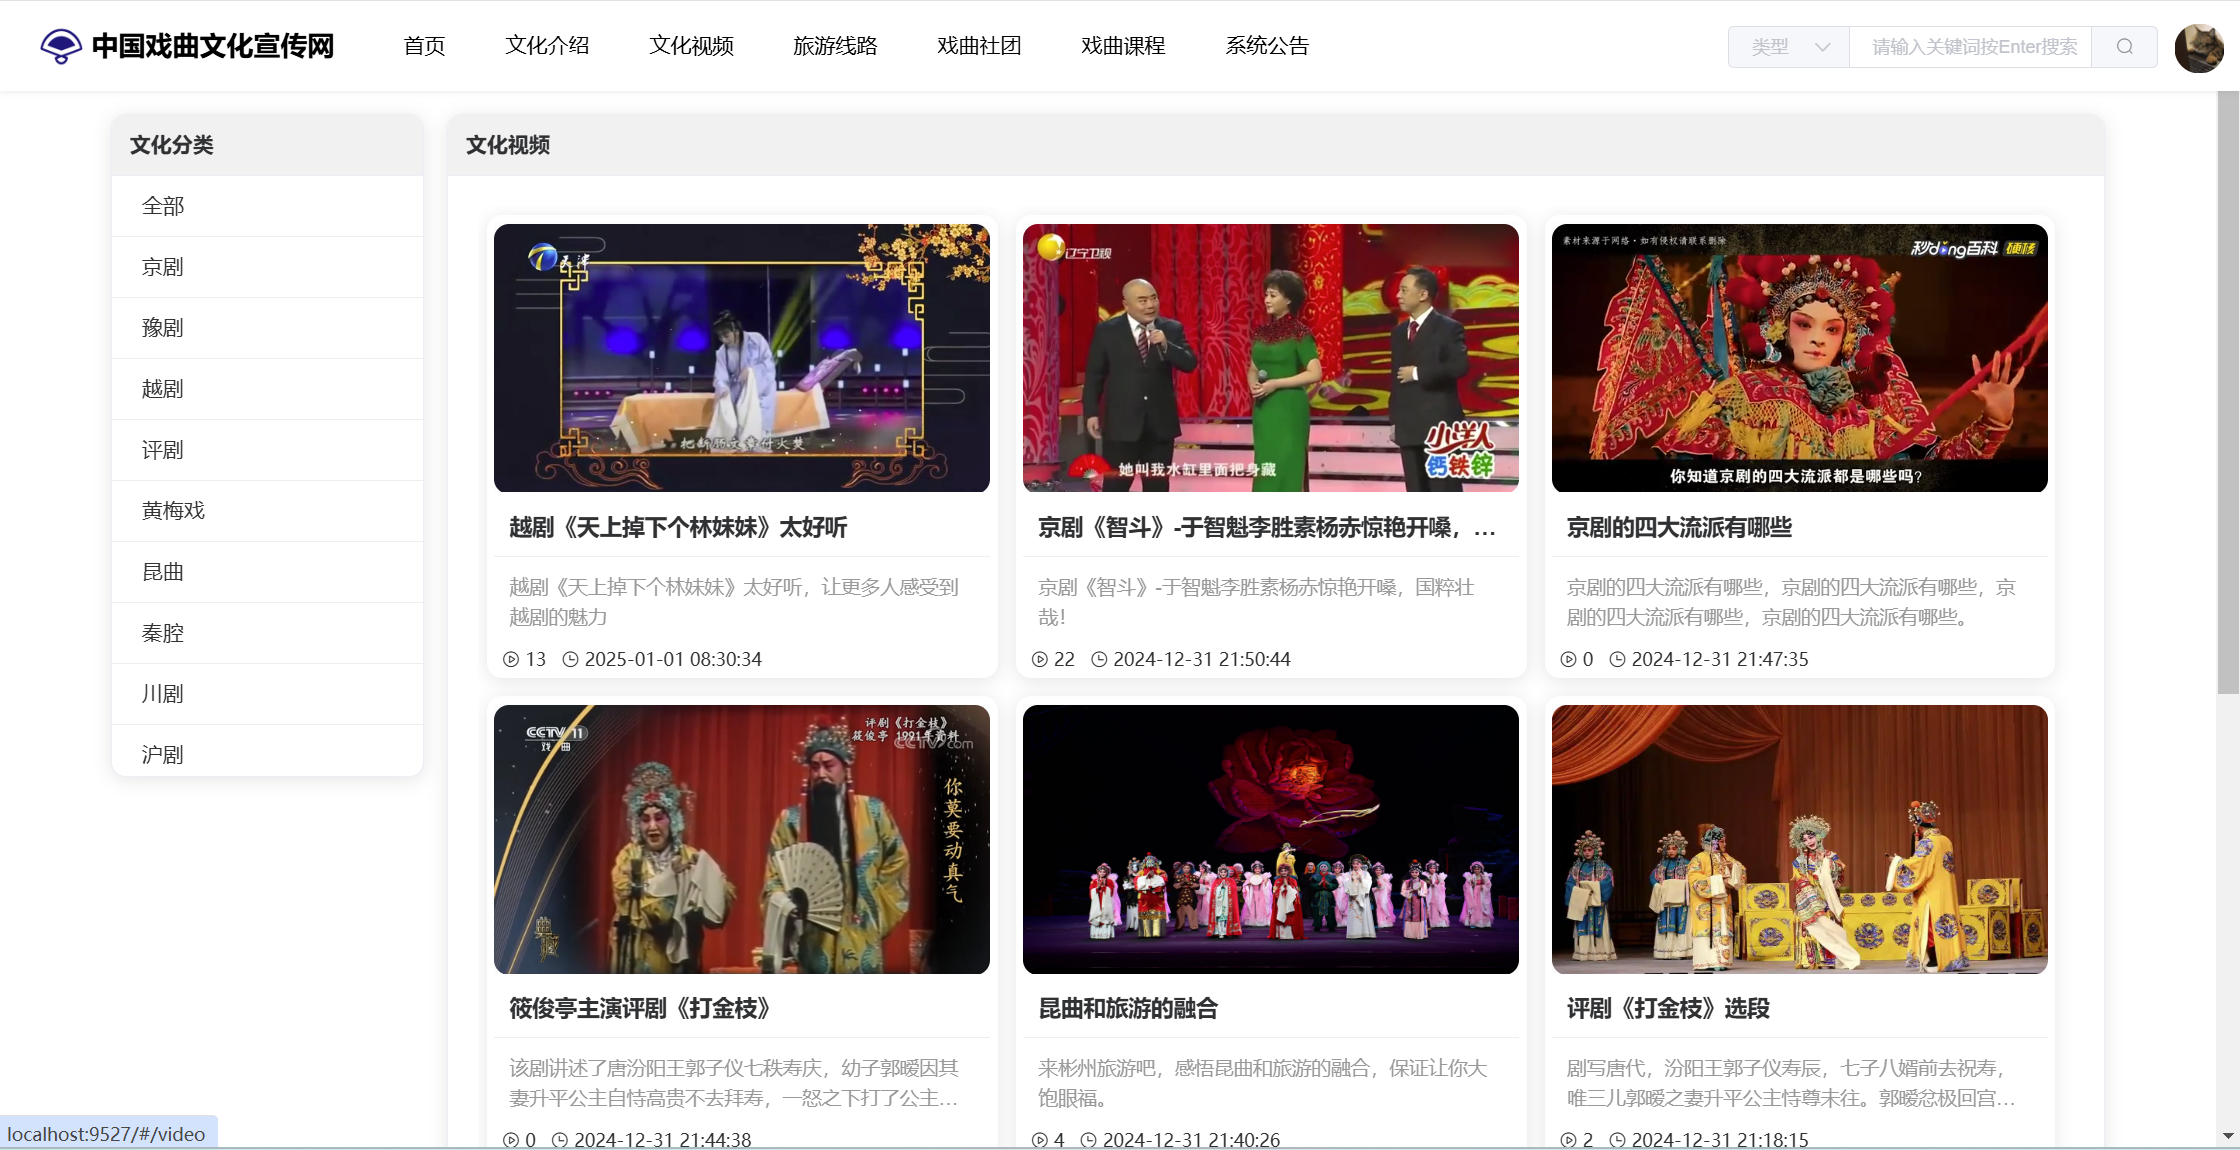 中国戏曲文化宣传网
首页
文化介绍
文化视频
旅游线路
戏曲社团
戏曲课程
系统公告
类型
请输入关键词按Enter搜索
文化分类
全部
京剧
豫剧
越剧
评剧
黄梅戏
昆曲
秦腔
川剧
沪剧
文化视频
天津
把断肠文章付火焚
越剧《天上掉下个林妹妹》太好听
越剧《天上掉下个林妹妹》太好听，让更多人感受到
越剧的魅力
13 2025-01-01 08:30:34
辽宁卫视
她叫我水缸里面把身藏
小洋人
钙铁锌
京剧《智斗》-于智魁李胜素杨赤惊艳开嗓，...
京剧《智斗》-于智魁李胜素杨赤惊艳开嗓，国粹壮
哉！
22 2024-12-31 21:50:44
素材来源于网络·如有侵权请联系删除
秒dong百科 硬核
你知道京剧的四大流派都是哪些吗？
京剧的四大流派有哪些
京剧的四大流派有哪些，京剧的四大流派有哪些，京
剧的四大流派有哪些，京剧的四大流派有哪些。
0 2024-12-31 21:47:35
CCTV 11
戏曲
评剧《打金枝》
筱俊亭 1991年资料
CCTV.com
你莫要动真气
典藏
筱俊亭主演评剧《打金枝》
该剧讲述了唐汾阳王郭子仪七秩寿庆，幼子郭暧因其
妻升平公主自恃高贵不去拜寿，一怒之下打了公主...
0 2024-12-31 21:44:38
昆曲和旅游的融合
来彬州旅游吧，感悟昆曲和旅游的融合，保证让你大
饱眼福。
4 2024-12-31 21:40:26
评剧《打金枝》选段
剧写唐代，汾阳王郭子仪寿辰，七子八婿前去祝寿，
唯三儿郭暧之妻升平公主恃尊未往。郭暧忿极回宫...
2 2024-12-31 21:18:15
localhost:9527/#/video